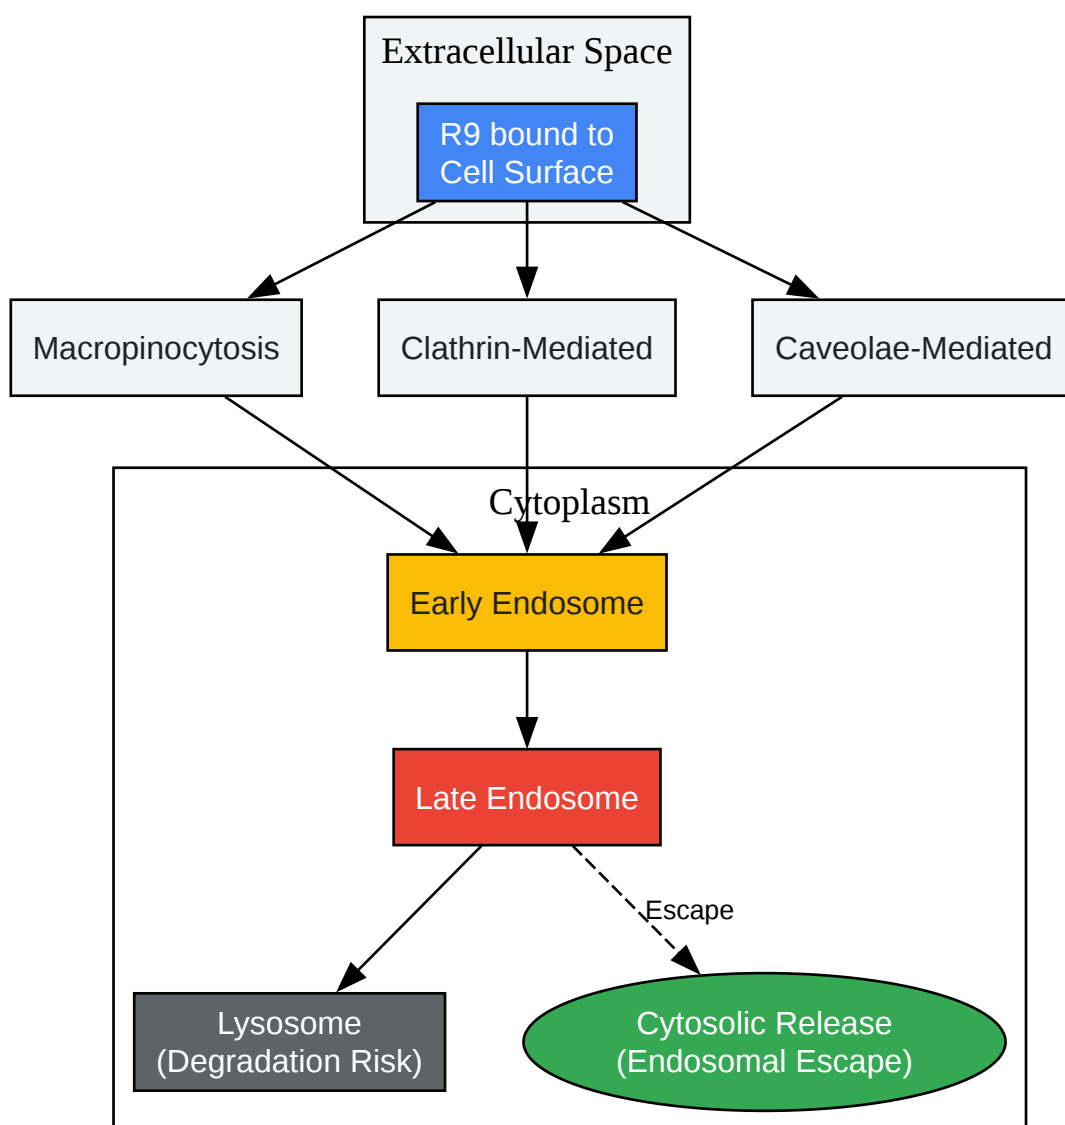 Extracellular Space
R9 bound to
Cell Surface
Macropinocytosis
Clathrin-Mediated
Caveolae-Mediated
Cytoplasm
Early Endosome
Late Endosome
Escape
Lysosome
(Degradation Risk)
Cytosolic Release
(Endosomal Escape)